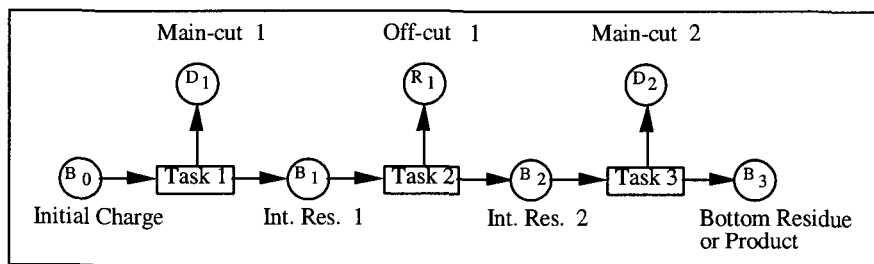 Main-cut 1 Off-cut 1 Main-cut 2
D1 R1 D2
B0 Task 1 B1 Task 2 B2 Task 3 B3
Initial Charge Int. Res. 1 Int. Res. 2 Bottom Residue
or Product